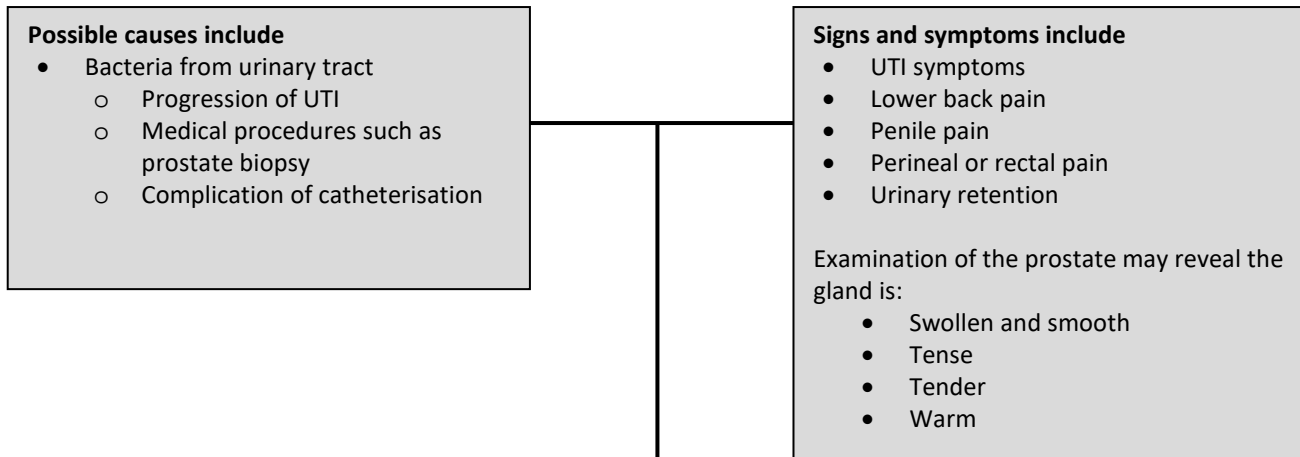 Possible causes include
• Bacteria from urinary tract
o Progression of UTI
o Medical procedures such as
prostate biopsy
o Complication of catheterisation
Signs and symptoms include
• UTI symptoms
• Lower back pain
• Penile pain
• Perineal or rectal pain
• Urinary retention
Examination of the prostate may reveal the
gland is:
• Swollen and smooth
• Tense
• Tender
• Warm